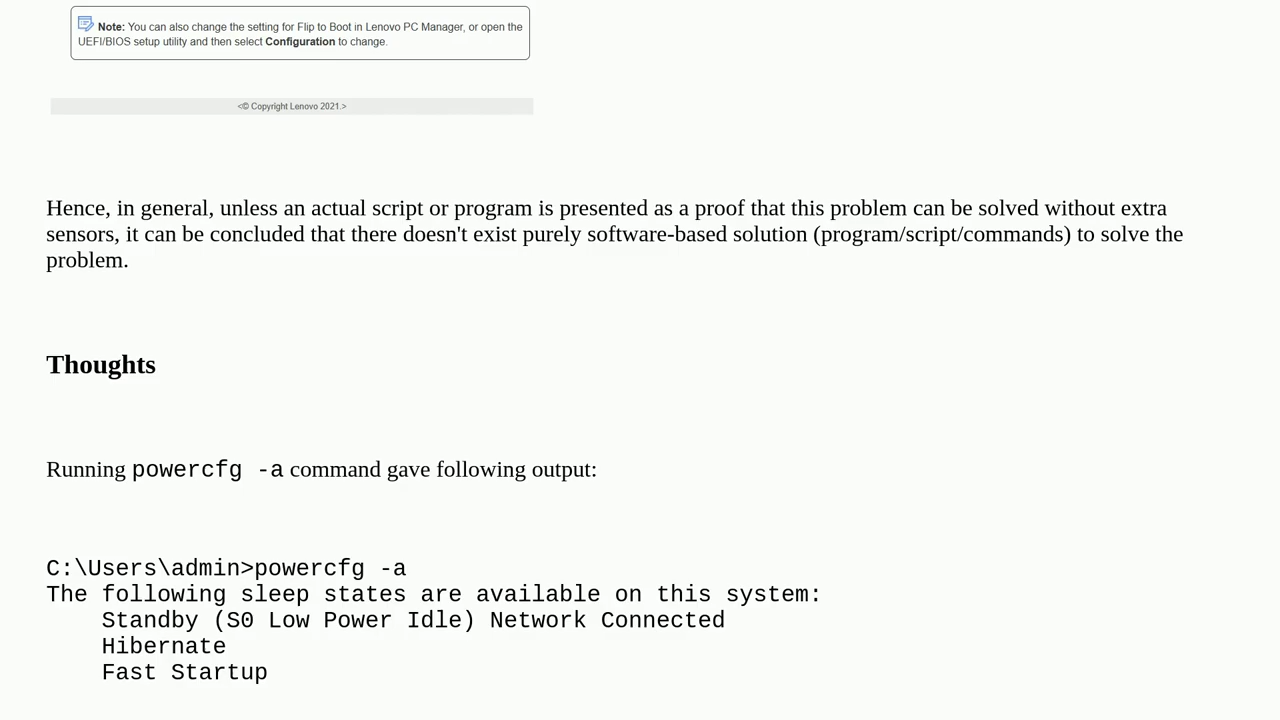 Note: You can also change the setting for Flip to Boot in Lenovo PC Manager, or open the
UEFI/BIOS setup utility and then select Configuration to change.
<© Copyright Lenovo 2021.>
Hence, in general, unless an actual script or program is presented as a proof that this problem can be solved without extra
sensors, it can be concluded that there doesn't exist purely software-based solution (program/script/commands) to solve the
problem.
Thoughts
Running powercfg -a command gave following output:
C:\Users\admin>powercfg -a
The following sleep states are available on this system:
    Standby (S0 Low Power Idle) Network Connected
    Hibernate
    Fast Startup